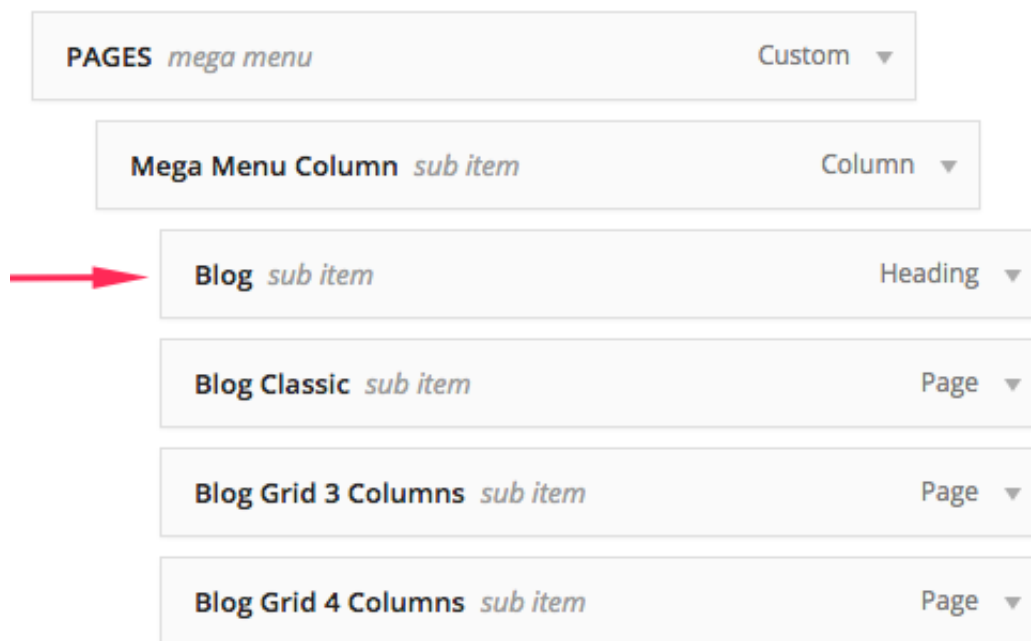 PAGES mega menu Custom
Mega Menu Column sub item Column
Blog sub item Heading
Blog Classic sub item Page
Blog Grid 3 Columns sub item Page
Blog Grid 4 Columns sub item Page